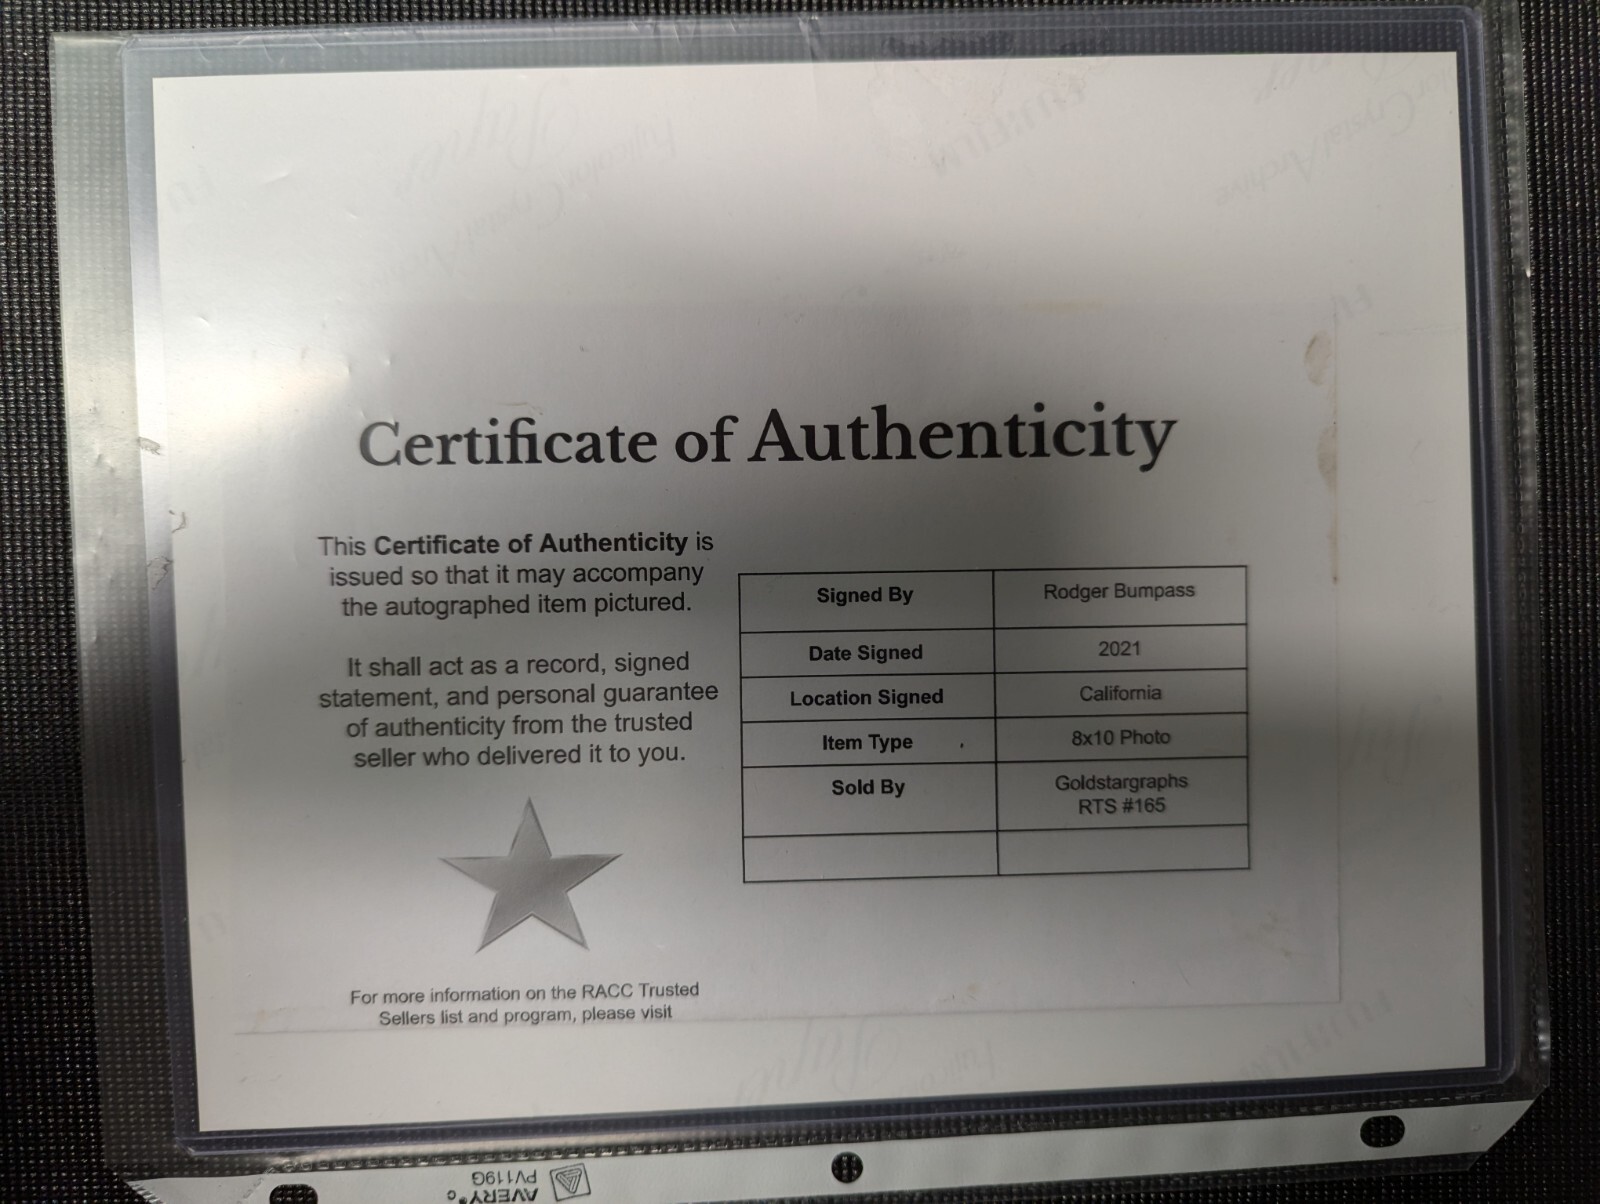 Certificate of Authenticity
This Certificate of Authenticity is
issued so that it may accompany
the autographed item pictured.
It shall act as a record, signed
statement, and personal guarantee
of authenticity from the trusted
seller who delivered it to you.
Signed By Rodger Bumpass
Date Signed 2021
Location Signed California
Item Type 8x10 Photo
Sold By Goldstargraphs
RTS #165
For more information on the RACC Trusted
Sellers list and program, please visit
AVERY®
PV119G